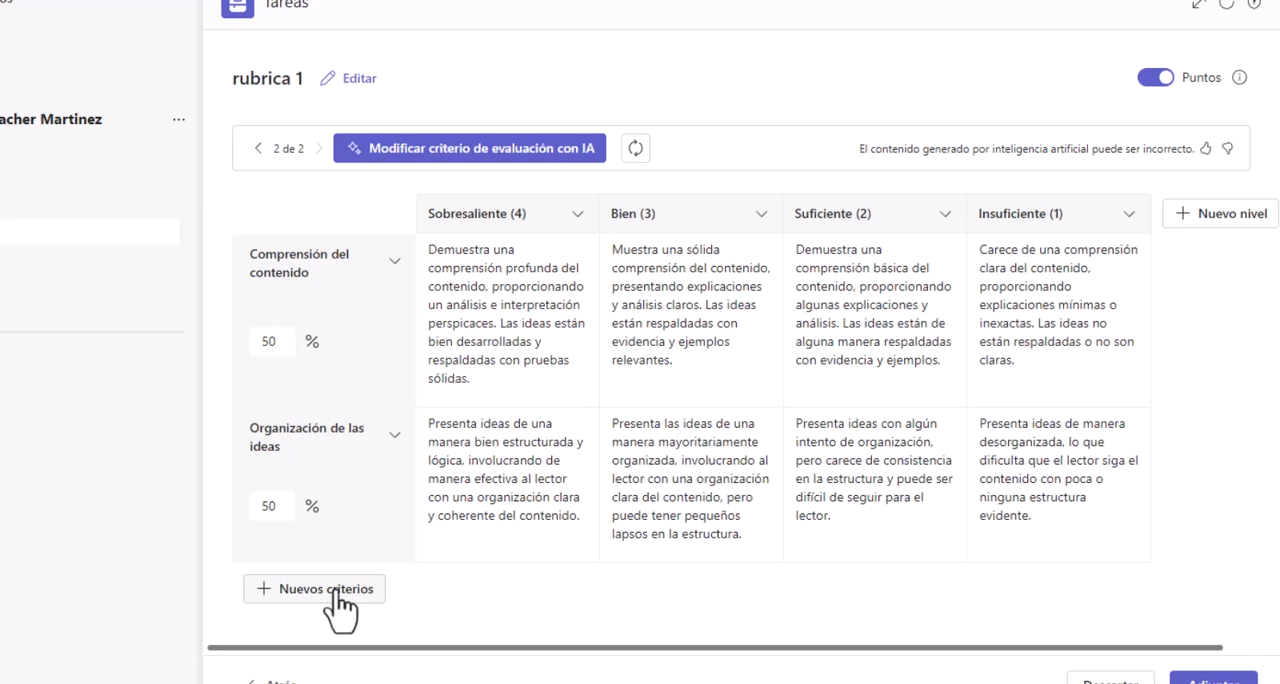 Tareas
acher Martinez
...
rubrica 1 Editar
Puntos
2 de 2 Modificar criterio de evaluación con IA
El contenido generado por inteligencia artificial puede ser incorrecto.
Sobresaliente (4) Bien (3) Suficiente (2) Insuficiente (1)
+ Nuevo nivel
Comprensión del
contenido
50 %
Demuestra una
comprensión profunda del
contenido, proporcionando
un análisis e interpretación
perspicaces. Las ideas están
bien desarrolladas y
respaldadas con pruebas
sólidas.
Muestra una sólida
comprensión del contenido,
presentando explicaciones
y análisis claros. Las ideas
están respaldadas con
evidencia y ejemplos
relevantes.
Demuestra una
comprensión básica del
contenido, proporcionando
algunas explicaciones y
análisis. Las ideas están de
alguna manera respaldadas
con evidencia y ejemplos.
Carece de una comprensión
clara del contenido,
proporcionando
explicaciones mínimas o
inexactas. Las ideas no
están respaldadas o no son
claras.
Organización de las
ideas
50 %
Presenta ideas de una
manera bien estructurada y
lógica, involucrando de
manera efectiva al lector
con una organización clara
y coherente del contenido.
Presenta las ideas de una
manera mayoritariamente
organizada, involucrando al
lector con una organización
clara del contenido, pero
puede tener pequeños
lapsos en la estructura.
Presenta ideas con algún
intento de organización,
pero carece de consistencia
en la estructura y puede ser
difícil de seguir para el
lector.
Presenta ideas de manera
desorganizada, lo que
dificulta que el lector siga el
contenido con poca o
ninguna estructura
evidente.
+ Nuevos criterios
Atrás
Descartar
Adjuntar